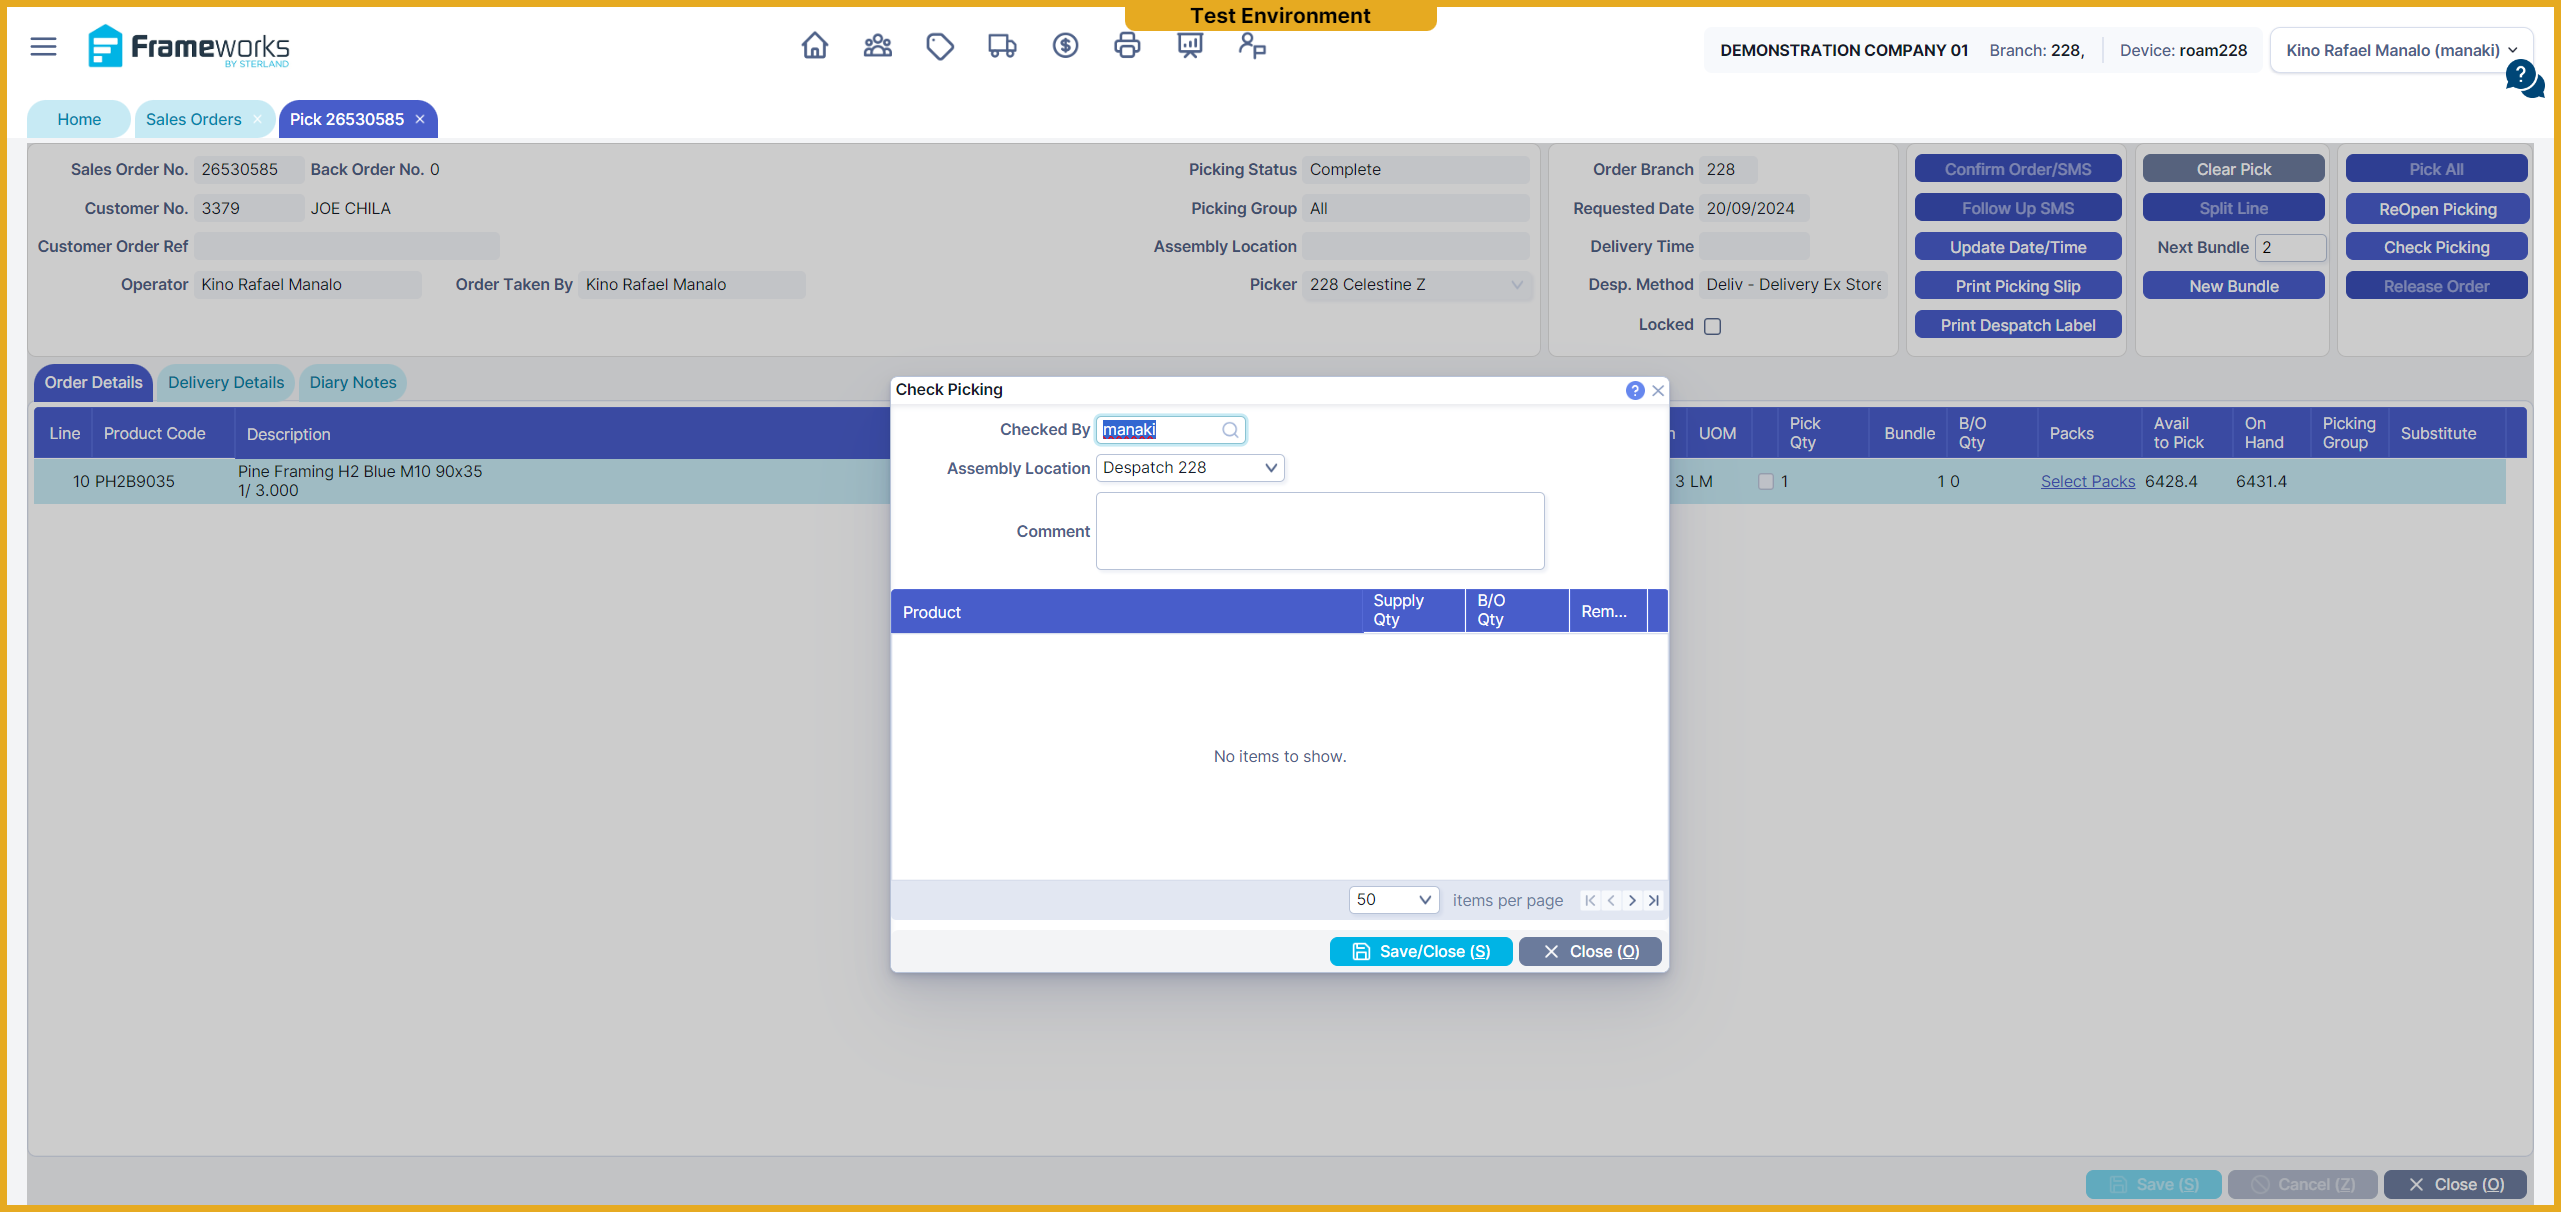 Test Environment
Frameworks
BY STERLAND
DEMONSTRATION COMPANY 01 Branch: 228, Device: roam228 Kino Rafael Manalo (manaki)
?
Home Sales Orders × Pick 26530585 ×
Sales Order No. 26530585 Back Order No. 0
Customer No. 3379 JOE CHILA
Customer Order Ref
Operator Kino Rafael Manalo Order Taken By Kino Rafael Manalo
Picking Status Complete
Picking Group All
Assembly Location
Picker 228 Celestine Z
Order Branch 228
Requested Date 20/09/2024
Delivery Time
Desp. Method Deliv - Delivery Ex Store
Locked
Confirm Order/SMS
Follow Up SMS
Update Date/Time
Print Picking Slip
Print Despatch Label
Clear Pick
Split Line
Next Bundle 2
New Bundle
Pick All
ReOpen Picking
Check Picking
Release Order
Order Details Delivery Details Diary Notes
Line Product Code Description UOM Pick Qty Bundle B/O Qty Packs Avail to Pick On Hand Picking Group Substitute
10 PH2B9035 Pine Framing H2 Blue M10 90x35 3 LM 1 1 0 Select Packs 6428.4 6431.4
1/ 3.000
Check Picking ?
Checked By manaki
Assembly Location Despatch 228
Comment
Product Supply Qty B/O Qty Rem...
No items to show.
50 items per page
Save/Close (S) Close (O)
Save (S) Cancel (Z) Close (O)